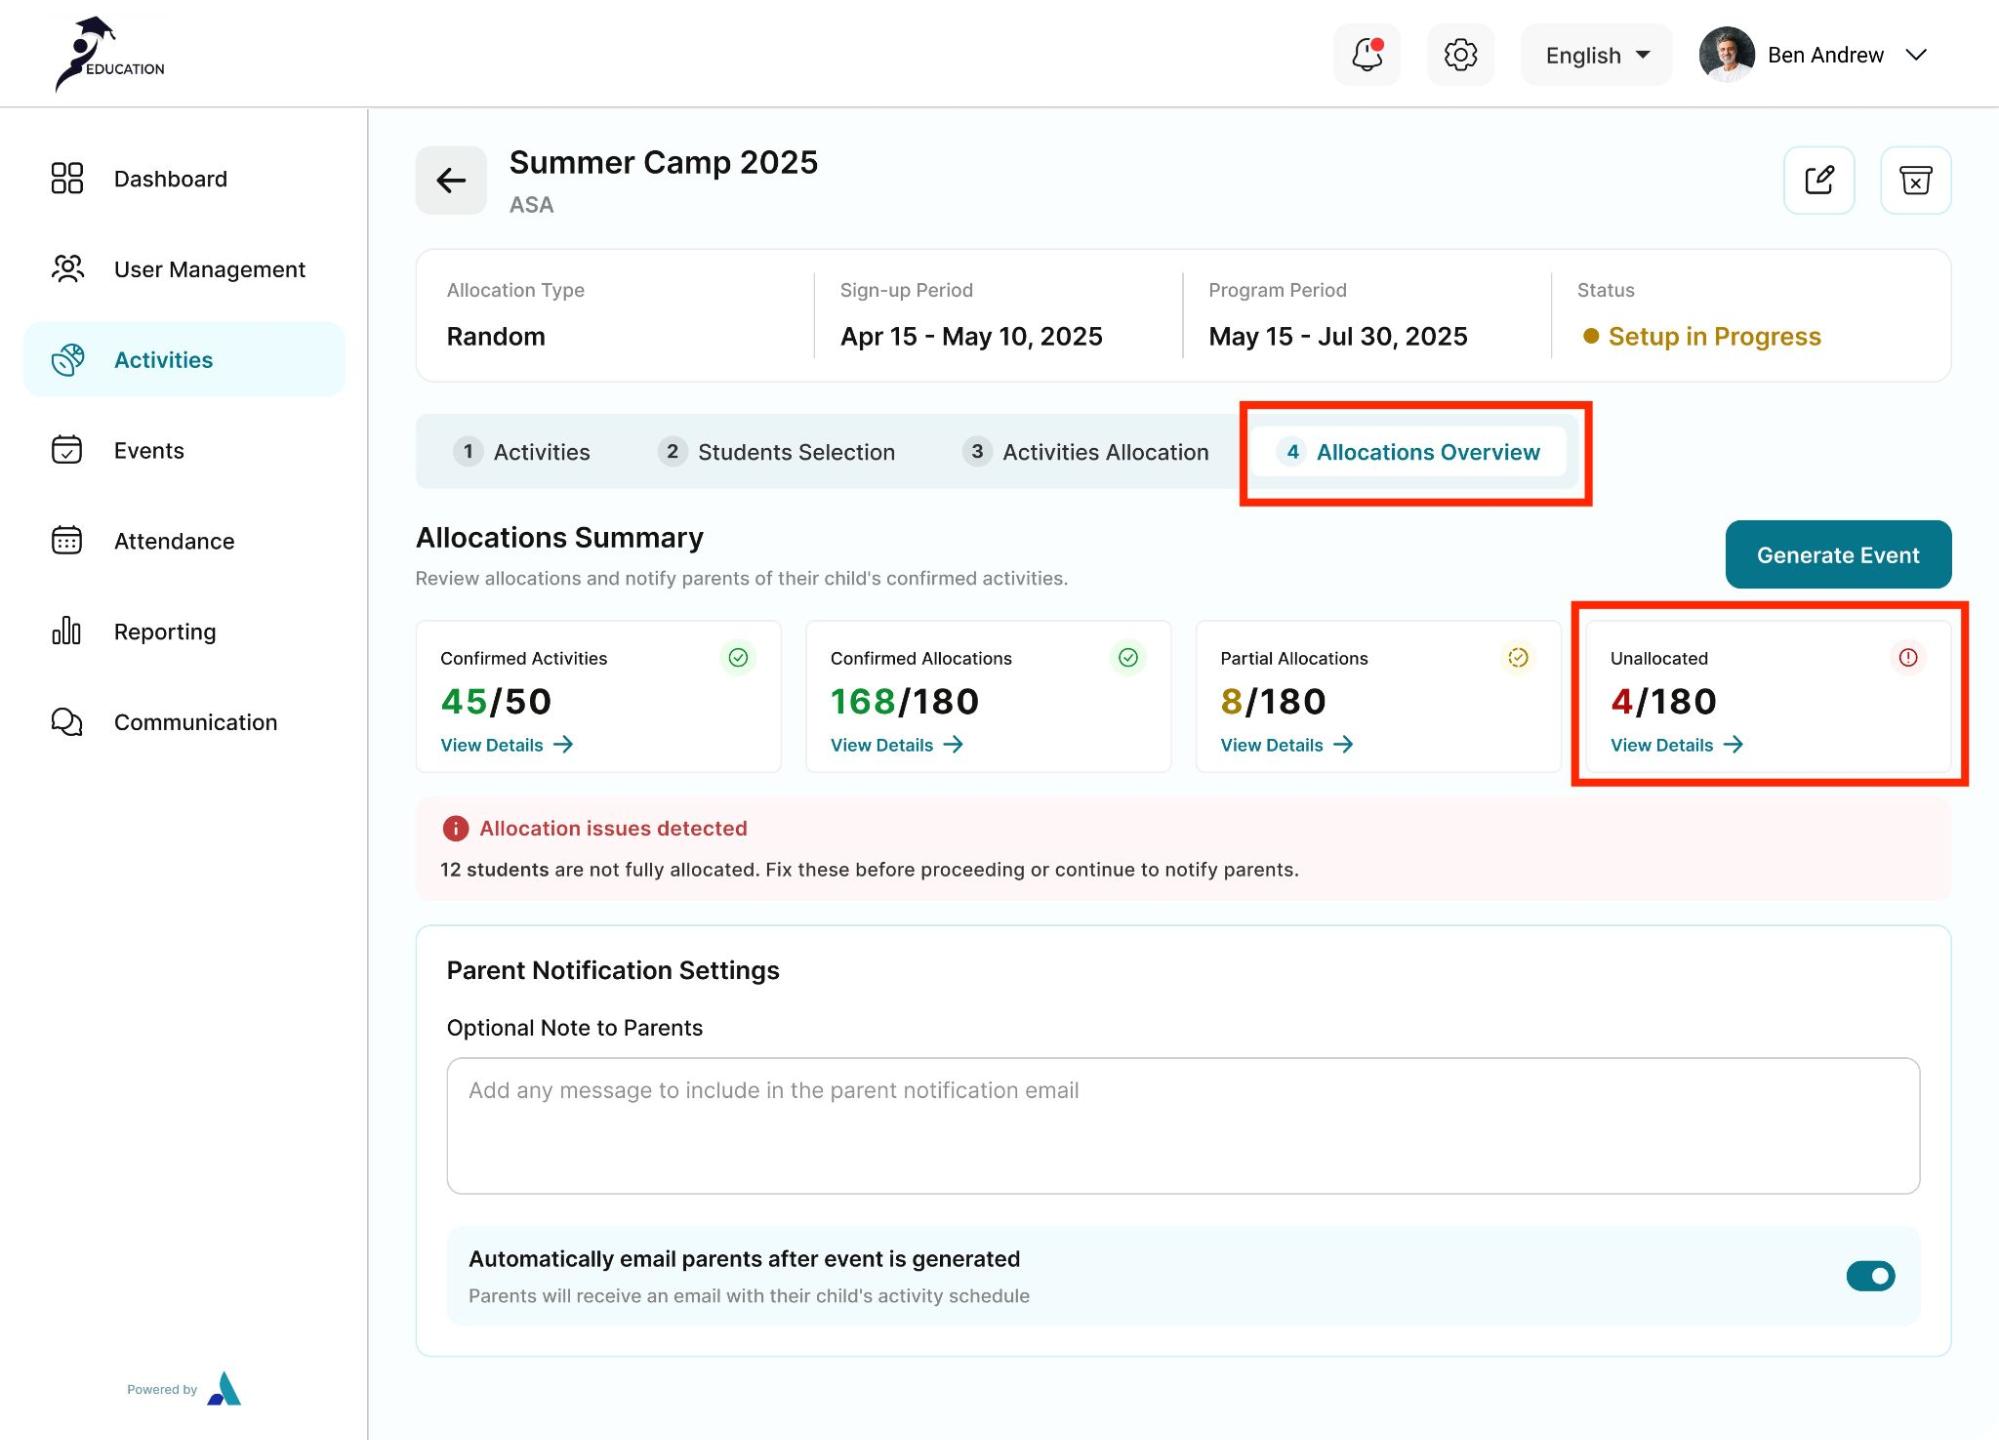 EDUCATION
English
Ben Andrew
Dashboard
User Management
Activities
Events
Attendance
Reporting
Communication
Powered by
Summer Camp 2025
ASA
Allocation Type
Random
Sign-up Period
Apr 15 - May 10, 2025
Program Period
May 15 - Jul 30, 2025
Status
Setup in Progress
1 Activities
2 Students Selection
3 Activities Allocation
4 Allocations Overview
Allocations Summary
Review allocations and notify parents of their child's confirmed activities.
Generate Event
Confirmed Activities
45/50
View Details
Confirmed Allocations
168/180
View Details
Partial Allocations
8/180
View Details
Unallocated
4/180
View Details
Allocation issues detected
12 students are not fully allocated. Fix these before proceeding or continue to notify parents.
Parent Notification Settings
Optional Note to Parents
Add any message to include in the parent notification email
Automatically email parents after event is generated
Parents will receive an email with their child's activity schedule